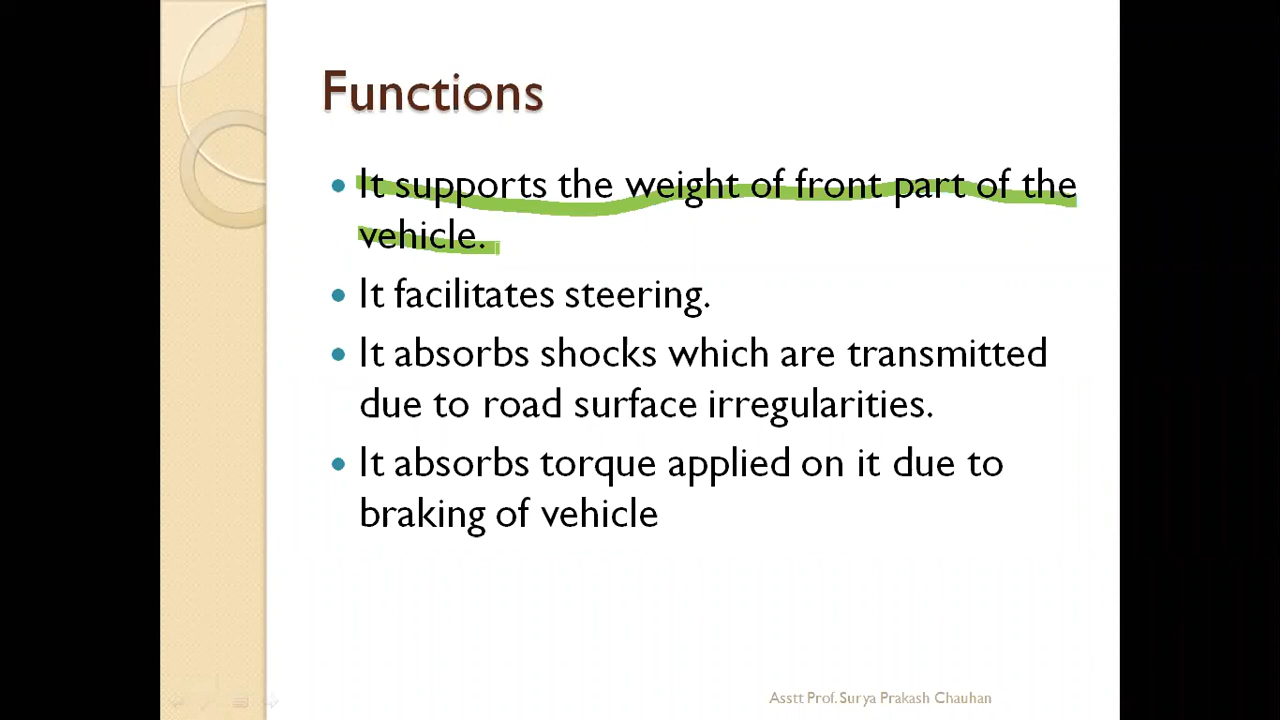 Functions
It supports the weight of front part of the
vehicle.
It facilitates steering.
It absorbs shocks which are transmitted
due to road surface irregularities.
It absorbs torque applied on it due to
braking of vehicle
Asstt Prof. Surya Prakash Chauhan